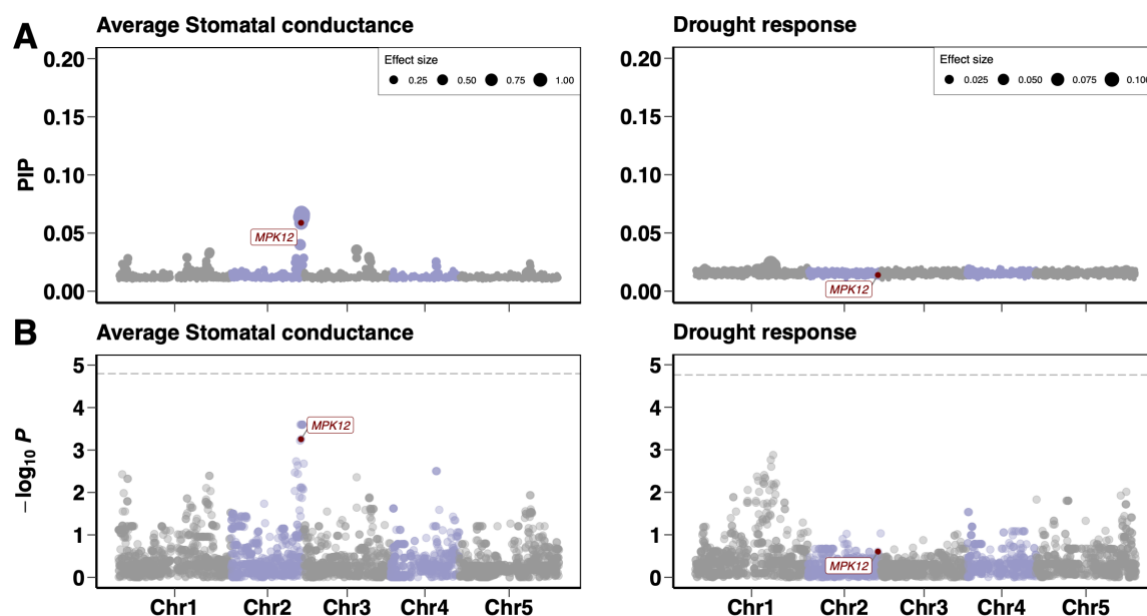 A
Average Stomatal conductance
Drought response
PIP
0.20
0.15
0.10
0.05
0.00
Effect size
0.25 0.50 0.75 1.00
MPK12
0.20
0.15
0.10
0.05
0.00
Effect size
0.025 0.050 0.075 0.100
MPK12
B
Average Stomatal conductance
Drought response
−log10 P
5
4
3
2
1
0
MPK12
Chr1 Chr2 Chr3 Chr4 Chr5
5
4
3
2
1
0
MPK12
Chr1 Chr2 Chr3 Chr4 Chr5